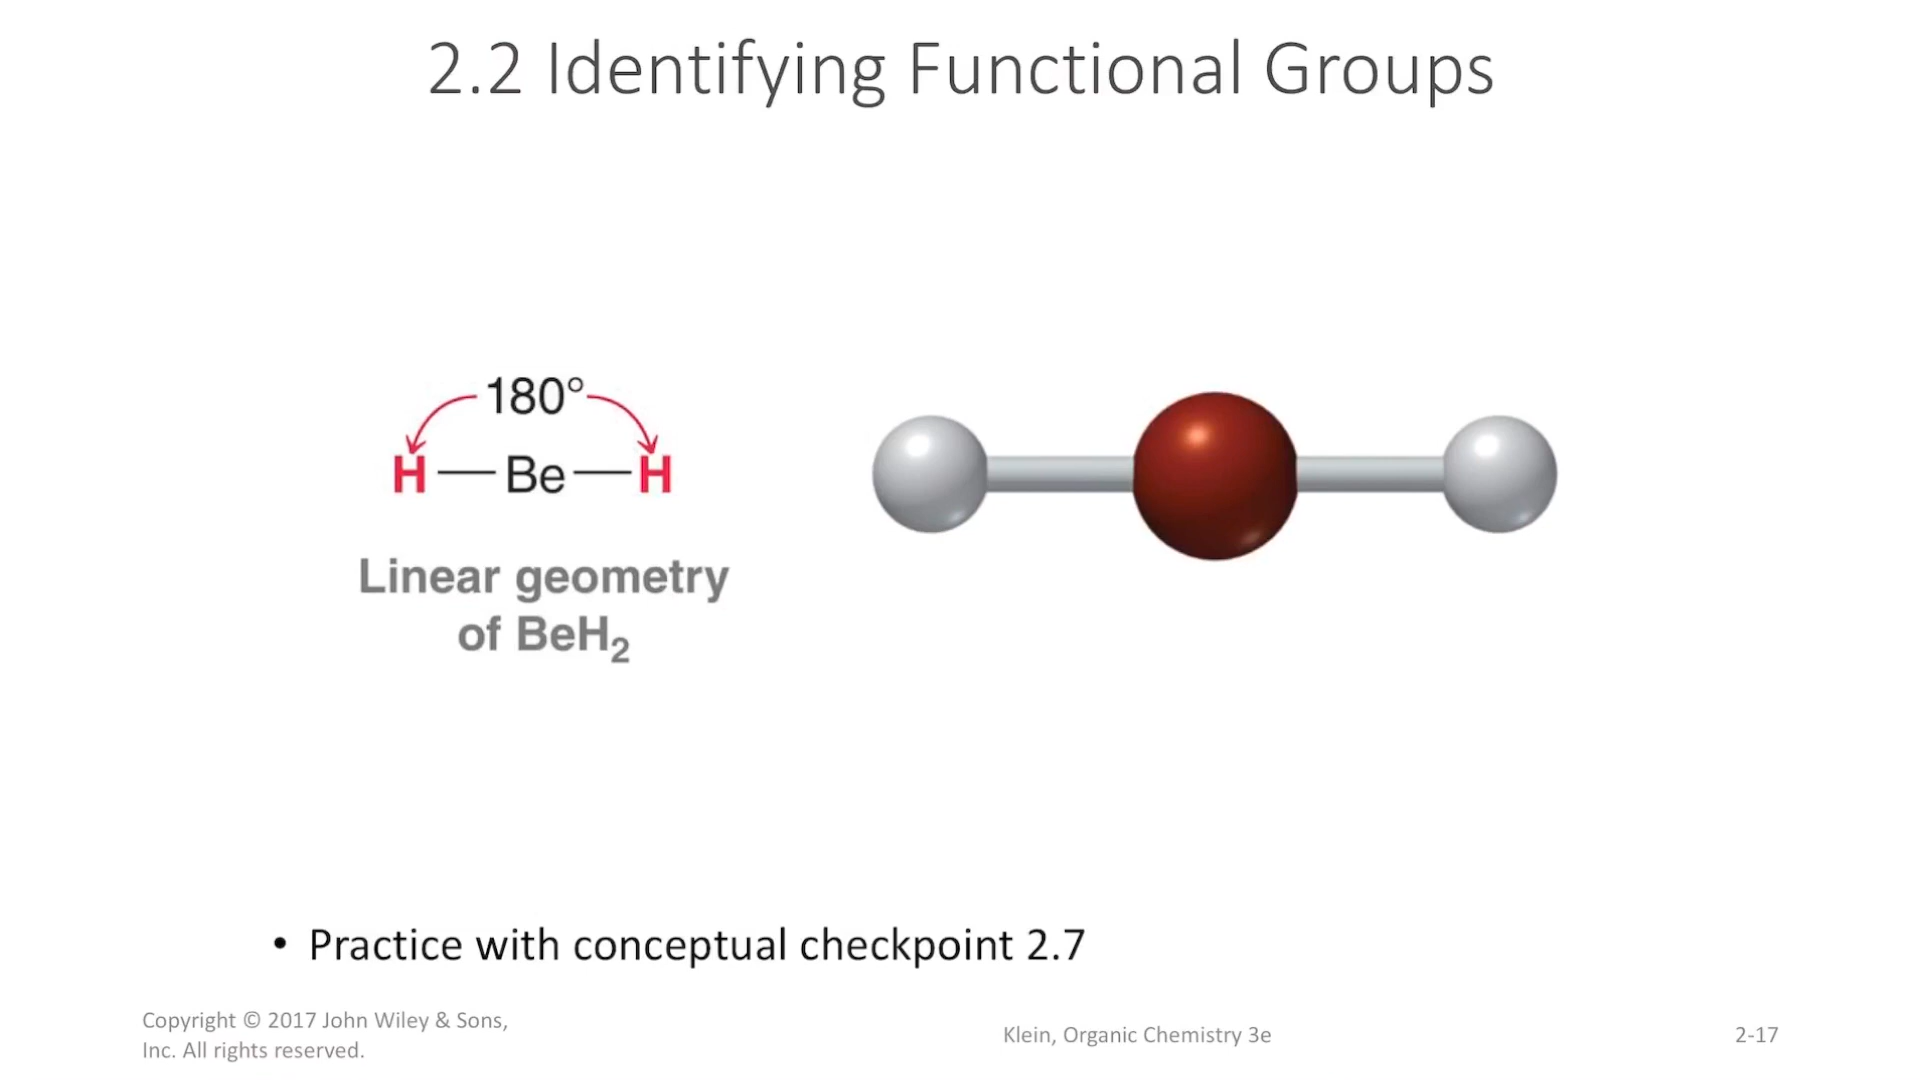 2.2 Identifying Functional Groups
180°
H—Be—H
Linear geometry
of BeH₂
• Practice with conceptual checkpoint 2.7
Copyright © 2017 John Wiley & Sons,
Inc. All rights reserved.
Klein, Organic Chemistry 3e
2-17